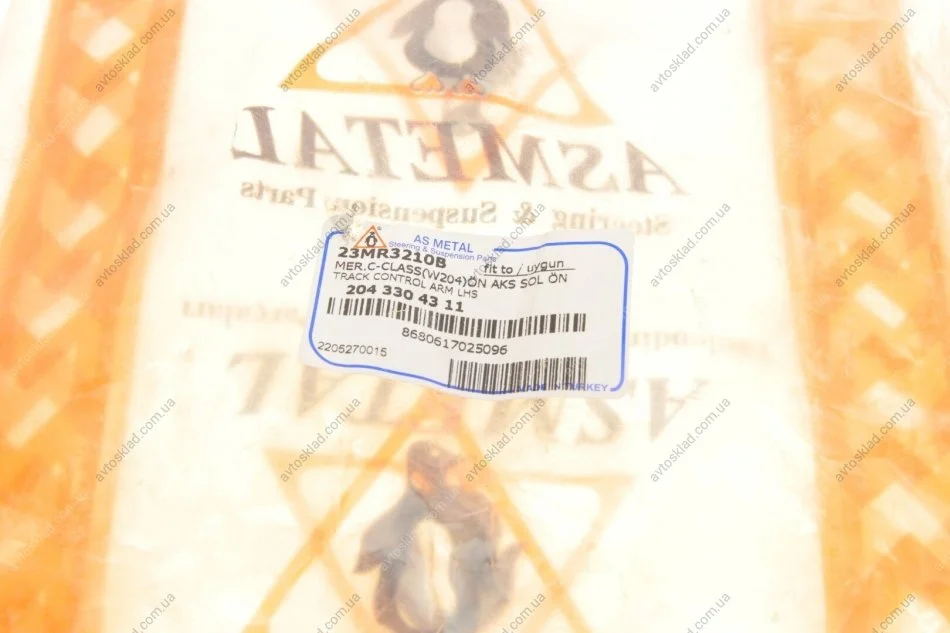 ASMETAL
Steering & Suspension Parts
AS METAL
Steering & Suspension Parts
23MR3210B fit to / uygun
MER.C-CLASS(W204)ÖN AKS SOL ÖN
TRACK CONTROL ARM LHS
204 330 43 11
8680617025096
2205270015
MADE IN TURKEY
avtosklad.com.ua